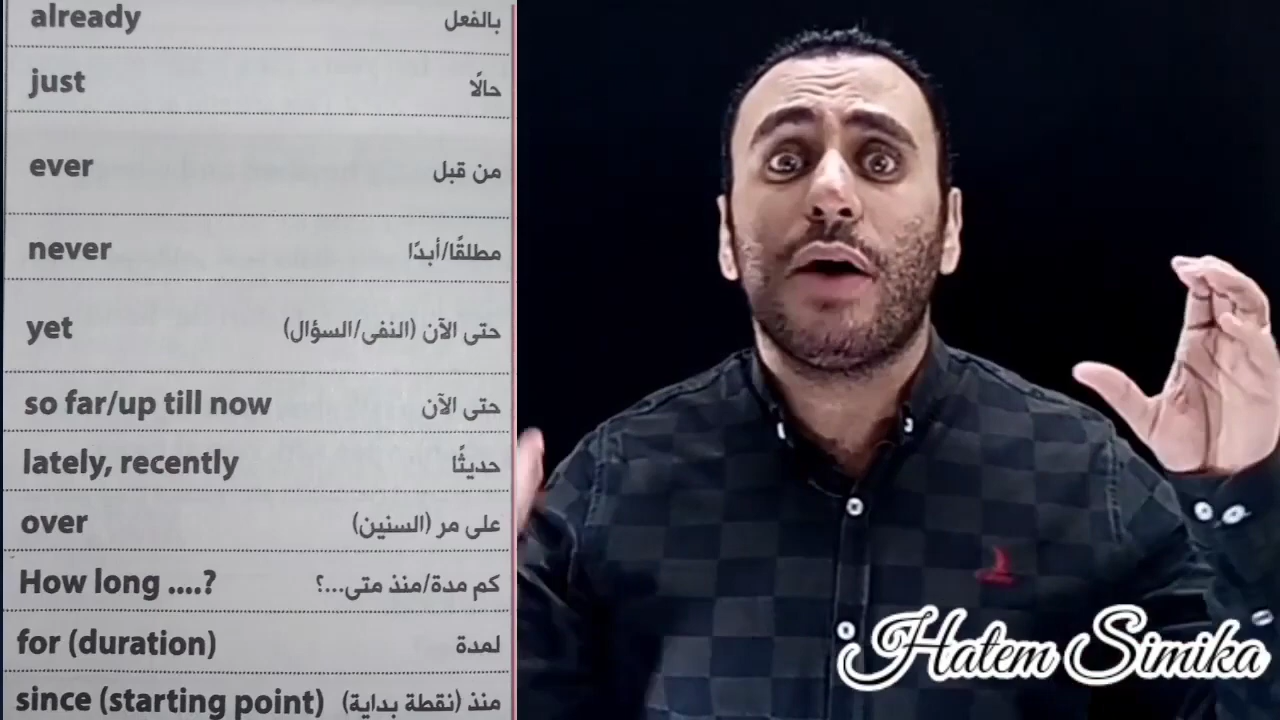 already بالفعل
just حالًا
ever من قبل
never مطلقًا/أبدًا
yet حتى الآن (النفى/السؤال)
so far/up till now حتى الآن
lately, recently حديثًا
over على مر (السنين)
How long ....? كم مدة/منذ متى...؟
for (duration) لمدة
since (starting point) منذ (نقطة بداية)
Hatem Simika